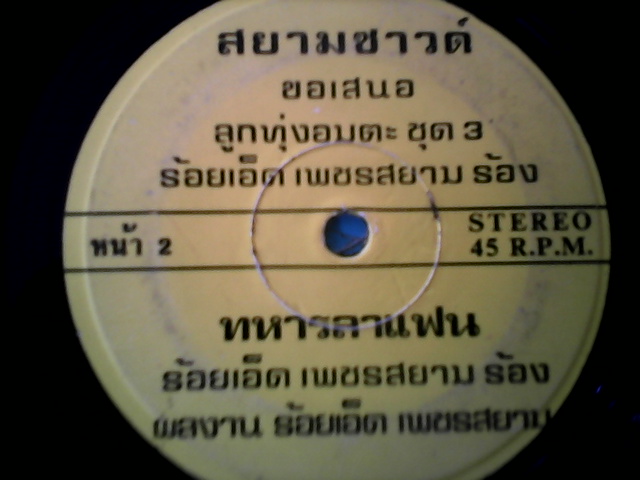 สยามซาวด์
ขอเสนอ
ลูกทุ่งอมตะ ชุด 3
ร้อยเอ็ด เพชรสยาม ร้อง
หน้า 2
STEREO
45 R.P.M.
ทหารลาแฟน
ร้อยเอ็ด เพชรสยาม ร้อง
ผลงาน ร้อยเอ็ด เพชรสยาม